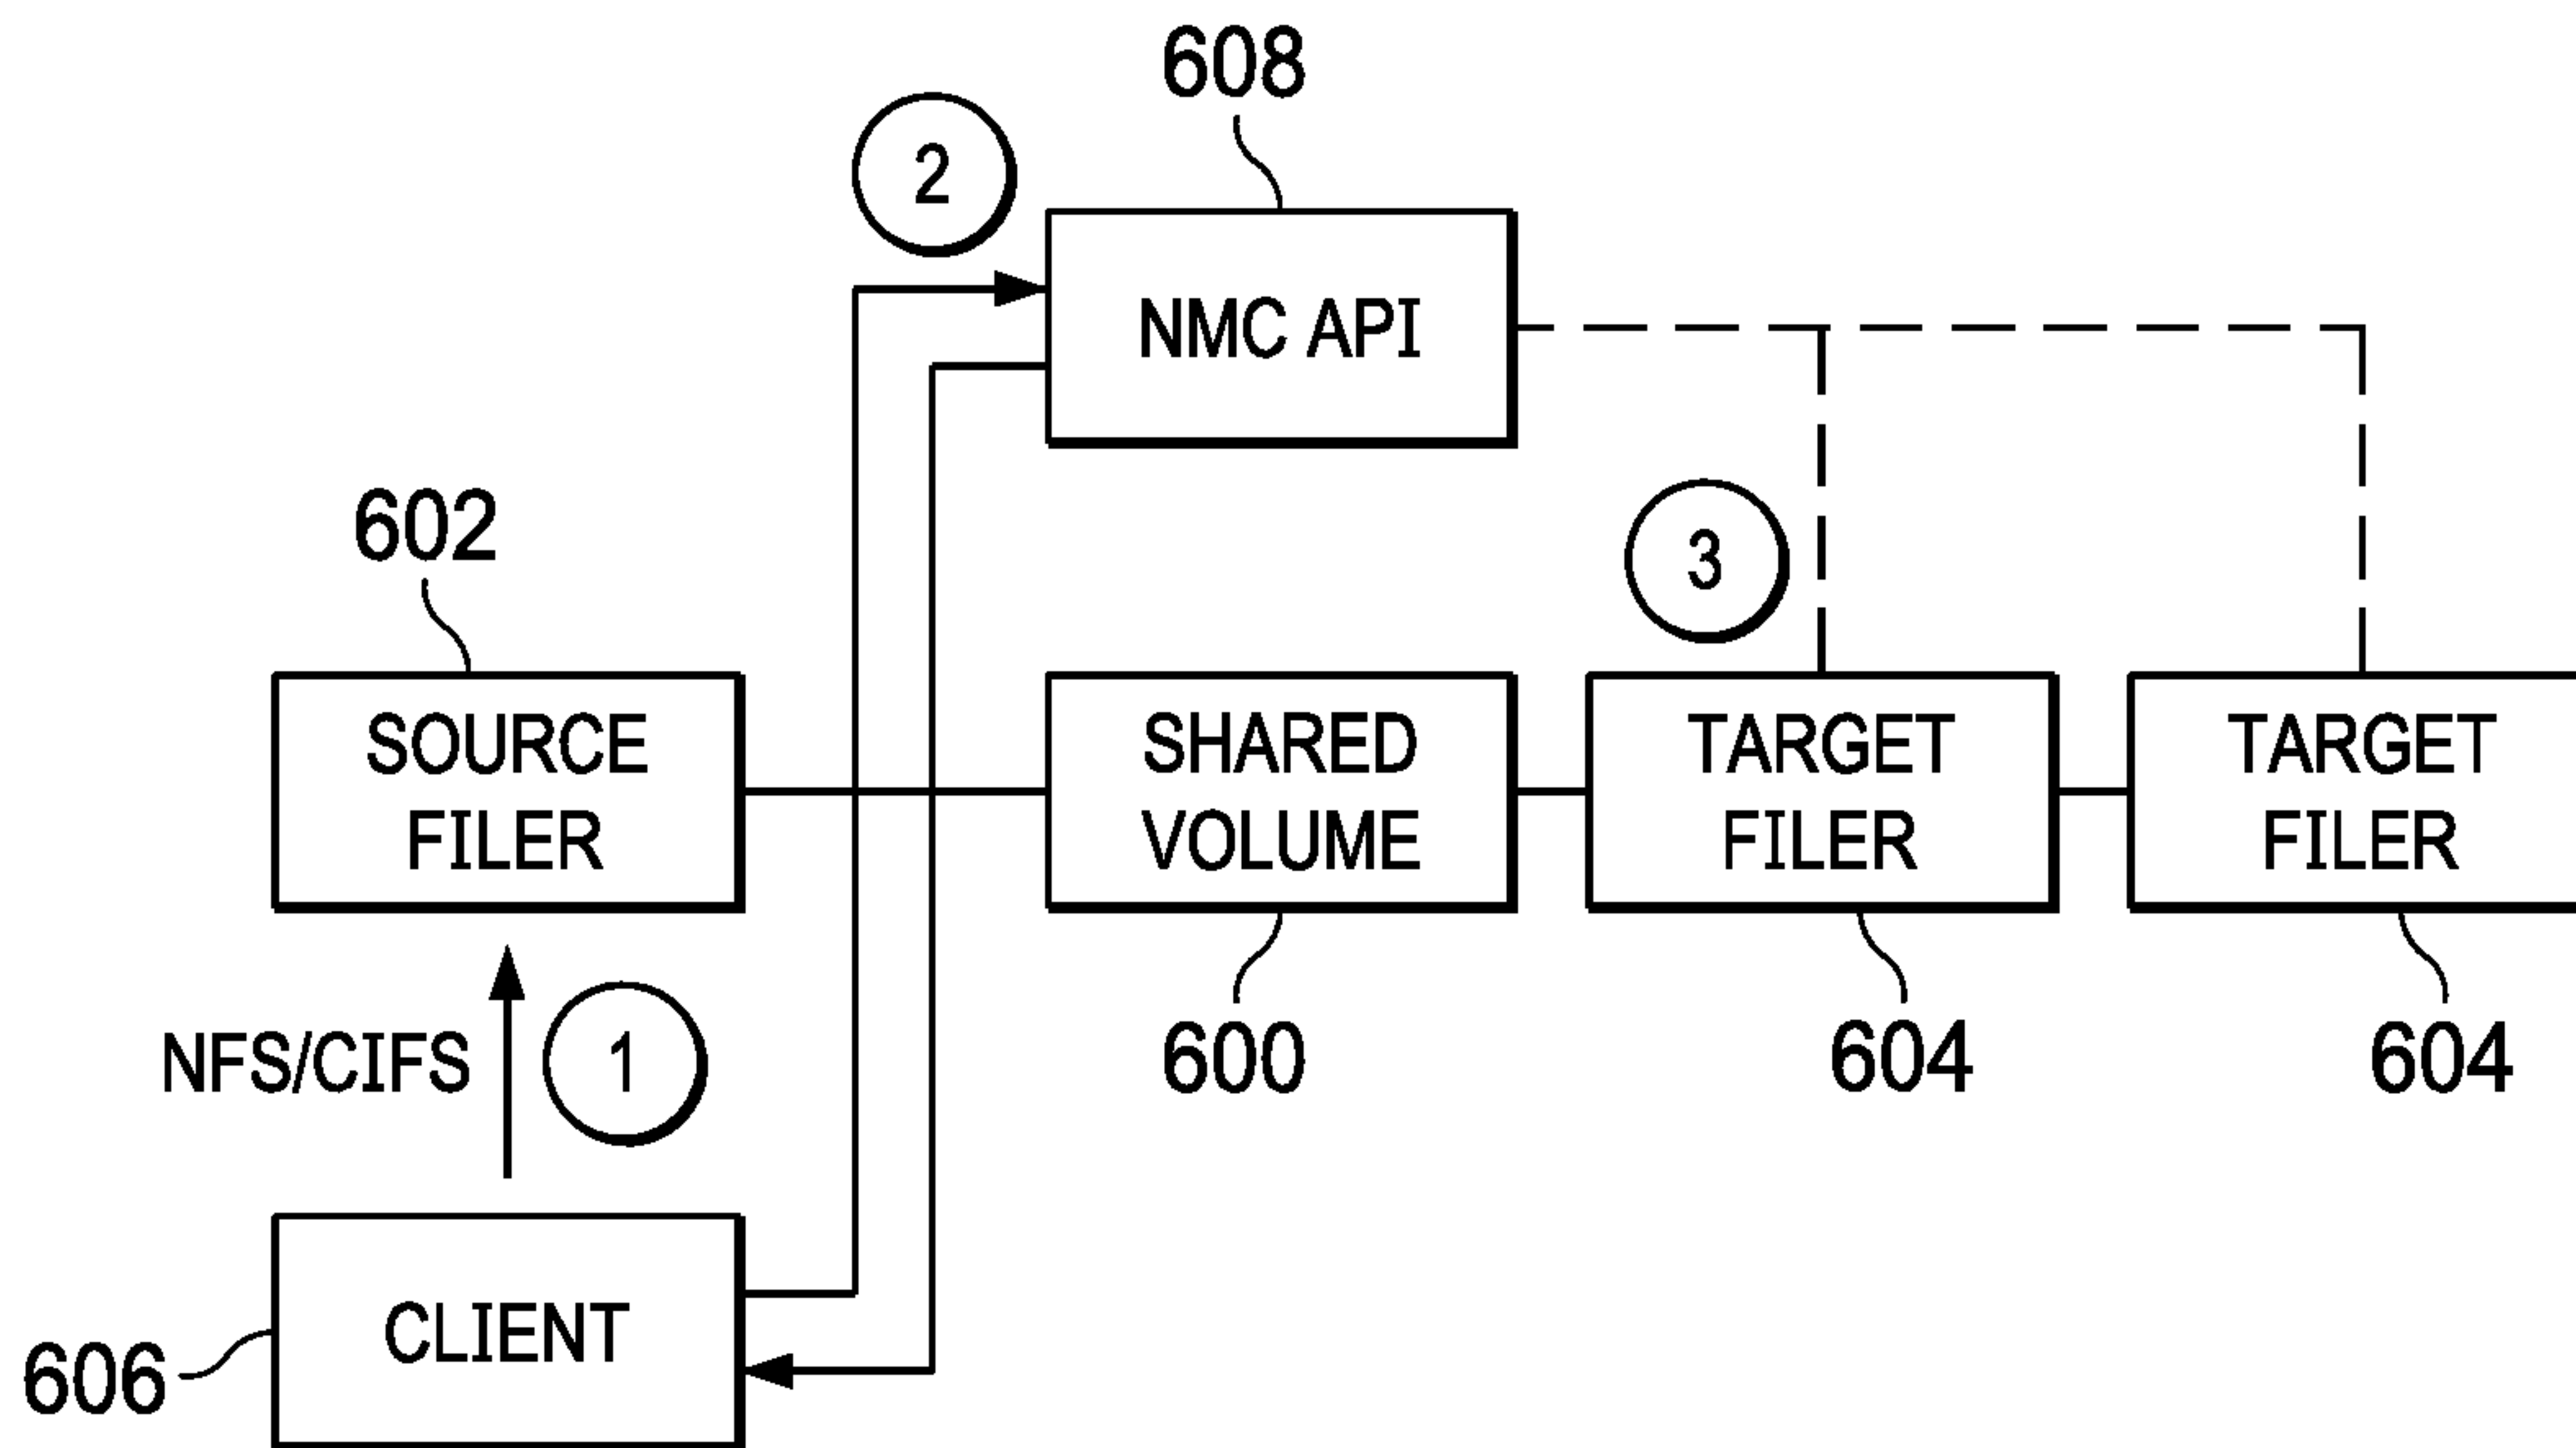 608
2
NMC API
602
3
SOURCE
FILER
SHARED
VOLUME
TARGET
FILER
TARGET
FILER
NFS/CIFS
1
600
604
604
CLIENT
606